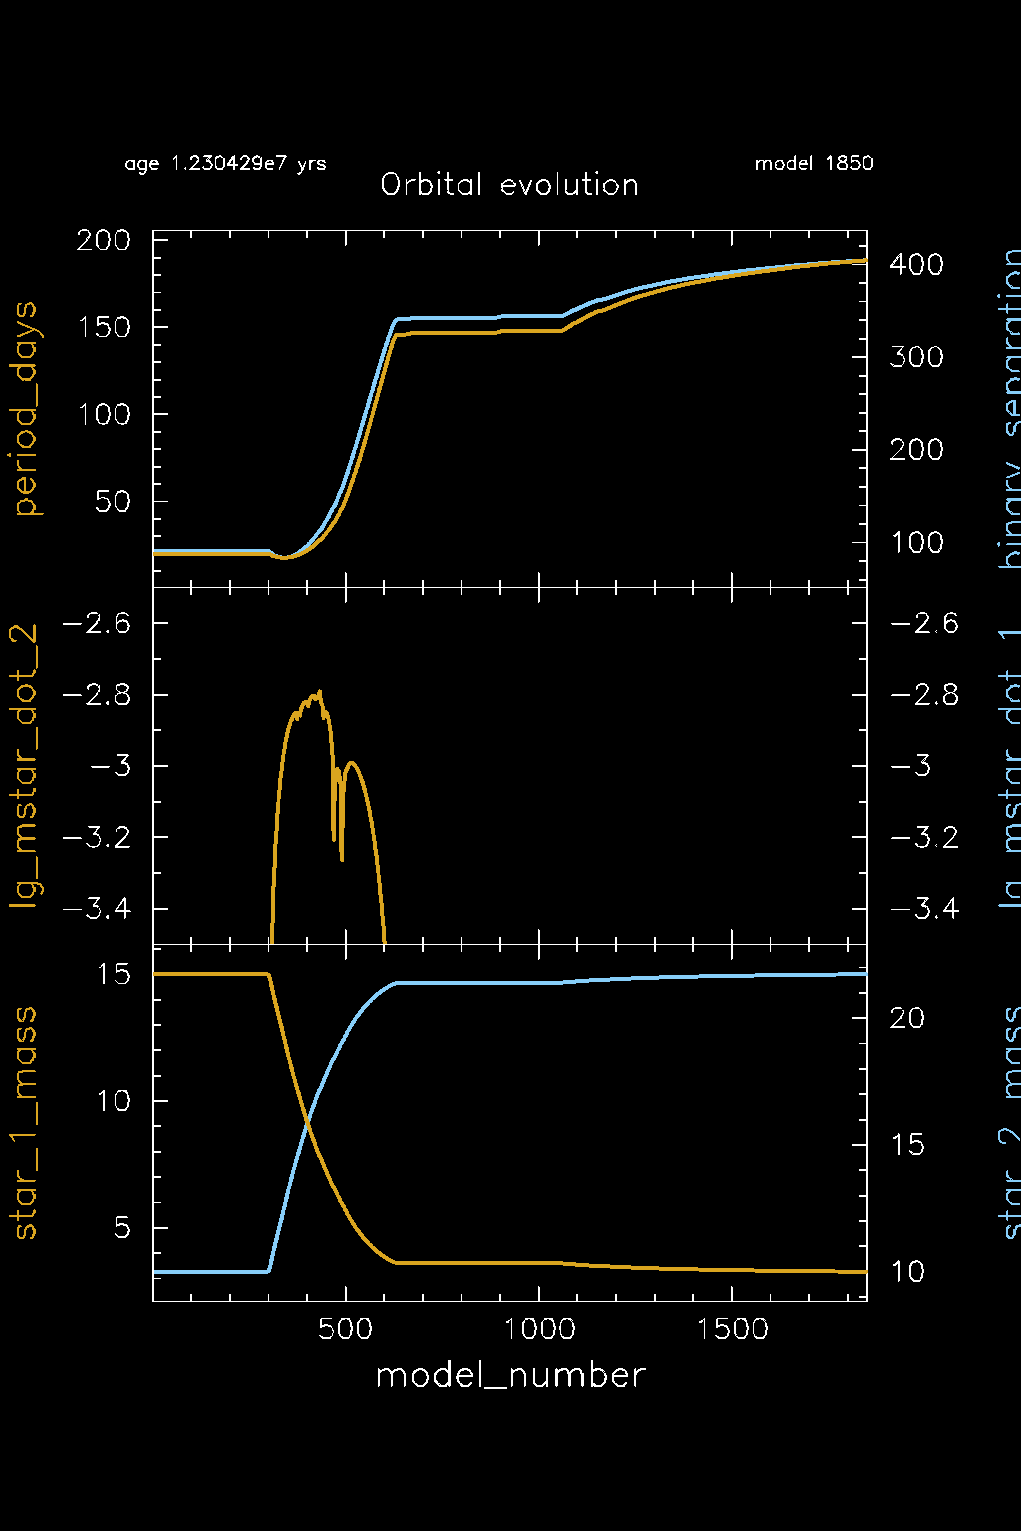 age 1.230429e7 yrs
model 1850
Orbital evolution
200
150
100
50
period_days
400
300
200
100
binary_separation
-2.6
-2.8
-3
-3.2
-3.4
lg_mstar_dot_2
-2.6
-2.8
-3
-3.2
-3.4
lg_mstar_dot_1
15
10
5
star_1_mass
20
15
10
star_2_mass
500
1000
1500
model_number